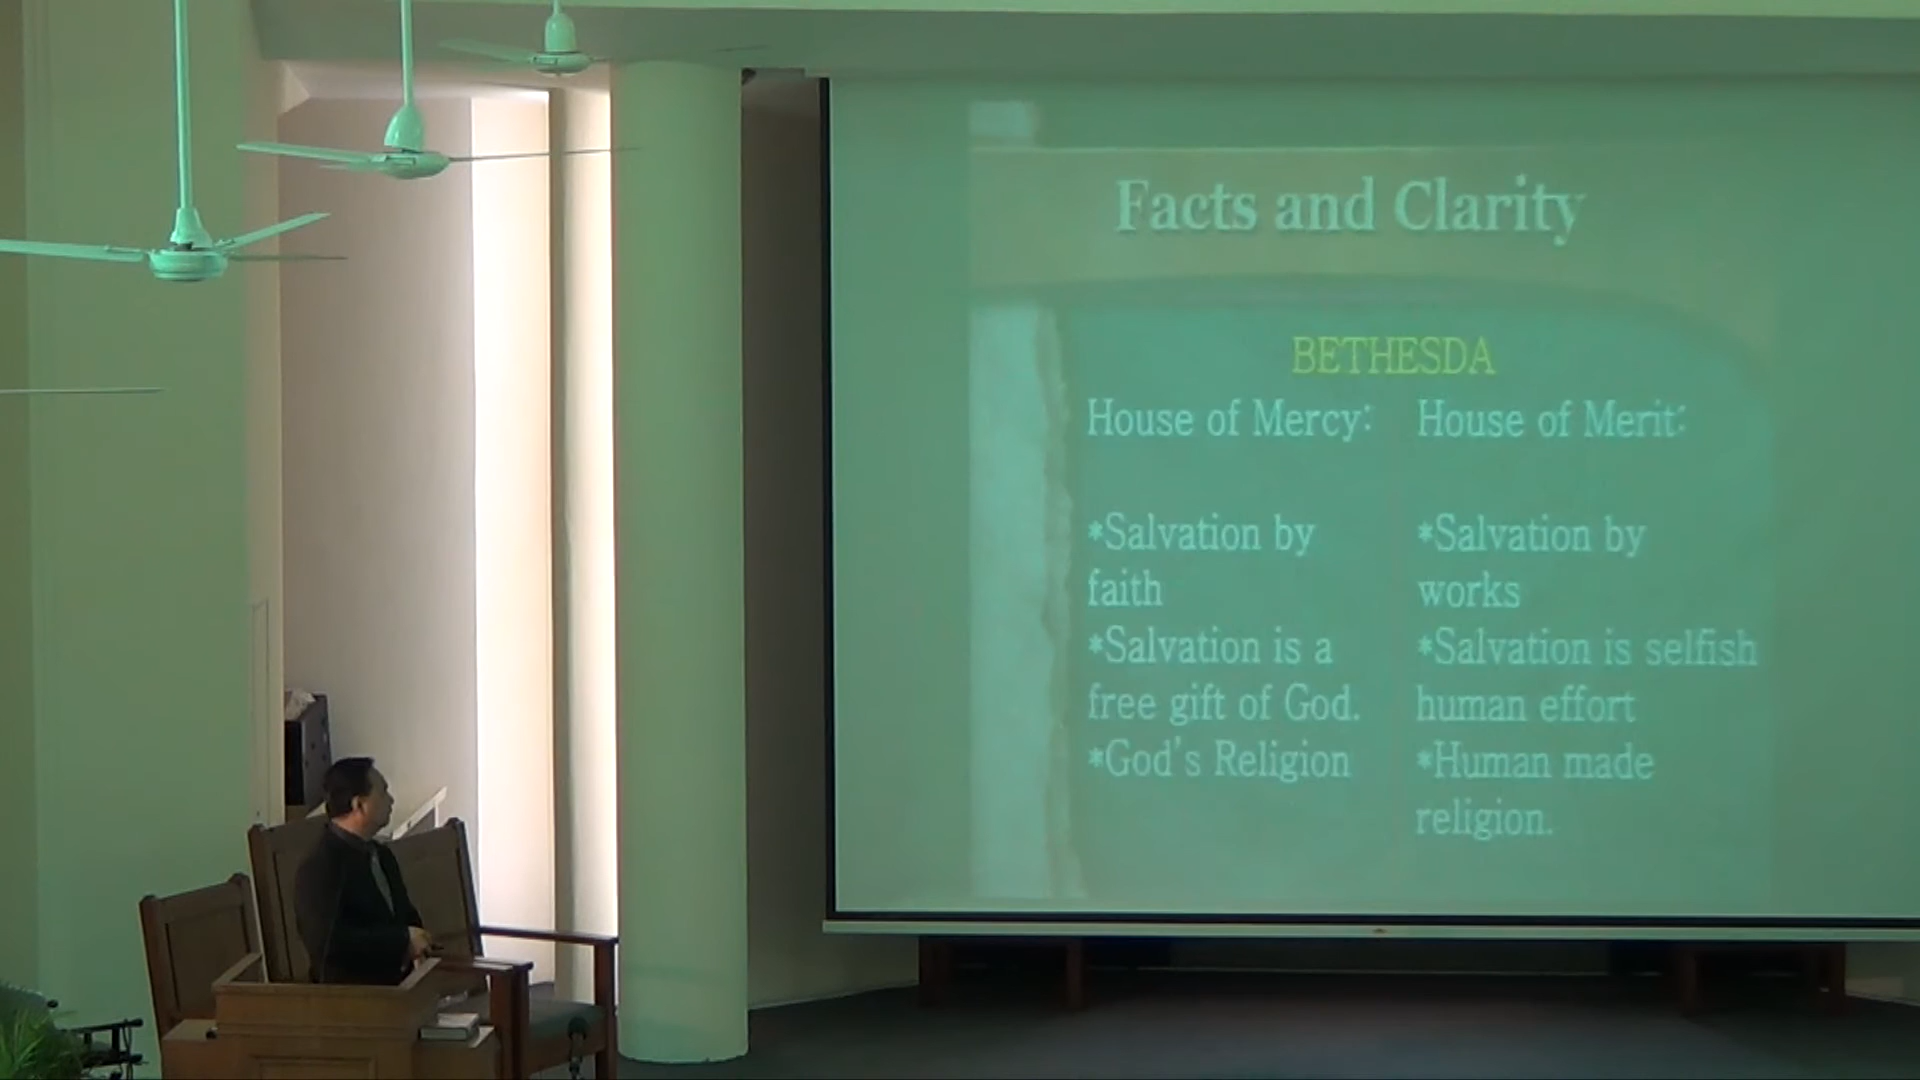 Facts and Clarity
BETHESDA
House of Mercy:
*Salvation by
faith
*Salvation is a
free gift of God.
*God's Religion
House of Merit:
*Salvation by
works
*Salvation is selfish
human effort
*Human made
religion.